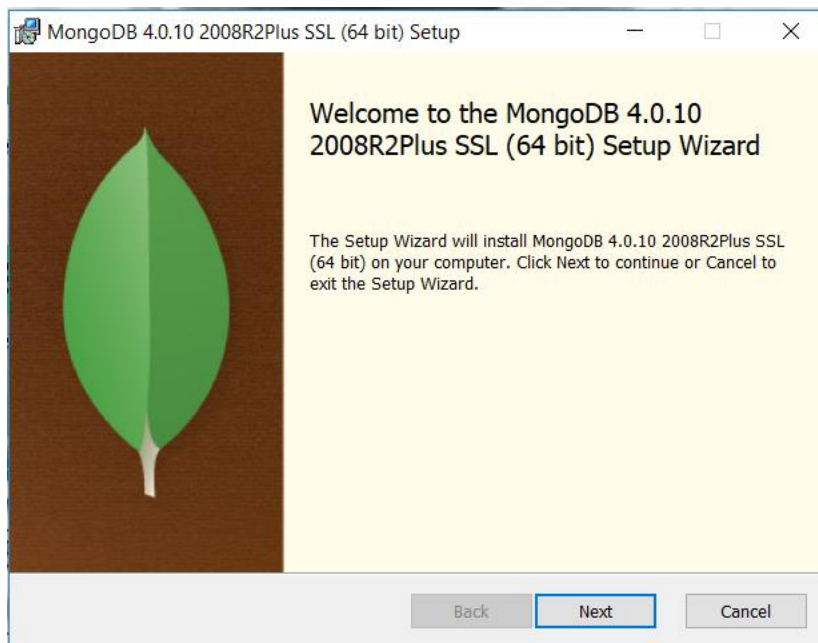 MongoDB 4.0.10 2008R2Plus SSL (64 bit) Setup
Welcome to the MongoDB 4.0.10
2008R2Plus SSL (64 bit) Setup Wizard
The Setup Wizard will install MongoDB 4.0.10 2008R2Plus SSL
(64 bit) on your computer. Click Next to continue or Cancel to
exit the Setup Wizard.
Back Next Cancel